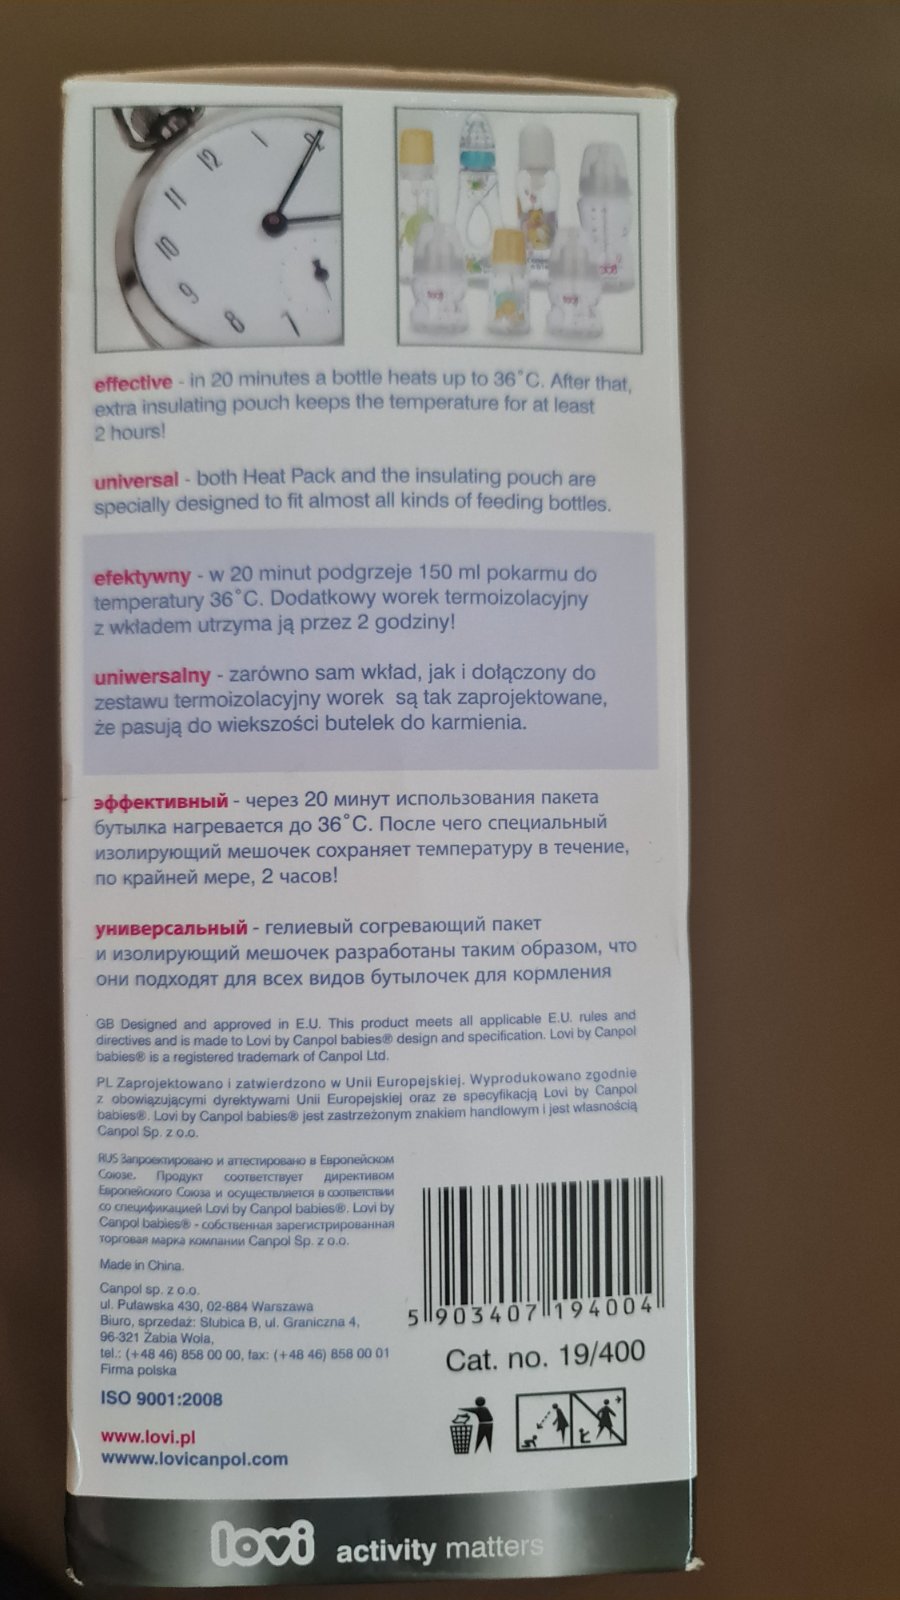 12
1
2
11
10
9
8
7
effective - in 20 minutes a bottle heats up to 36°C. After that,
extra insulating pouch keeps the temperature for at least
2 hours!
universal - both Heat Pack and the insulating pouch are
specially designed to fit almost all kinds of feeding bottles.
efektywny - w 20 minut podgrzeje 150 ml pokarmu do
temperatury 36°C. Dodatkowy worek termoizolacyjny
z wkładem utrzyma ją przez 2 godziny!
uniwersalny - zarówno sam wkład, jak i dołączony do
zestawu termoizolacyjny worek są tak zaprojektowane,
że pasują do wiekszości butelek do karmienia.
эффективный - через 20 минут использования пакета
бутылка нагревается до 36°C. После чего специальный
изолирующий мешочек сохраняет температуру в течение,
по крайней мере, 2 часов!
универсальный - гелиевый согревающий пакет
и изолирующий мешочек разработаны таким образом, что
они подходят для всех видов бутылочек для кормления
GB Designed and approved in E.U. This product meets all applicable E.U. rules and
directives and is made to Lovi by Canpol babies® design and specification. Lovi by Canpol
babies® is a registered trademark of Canpol Ltd.
PL Zaprojektowano i zatwierdzono w Unii Europejskiej. Wyprodukowano zgodnie
z obowiązującymi dyrektywami Unii Europejskiej oraz ze specyfikacją Lovi by Canpol
babies®. Lovi by Canpol babies® jest zastrzeżonym znakiem handlowym i jest własnością
Canpol Sp. z o.o.
RUS Запроектировано и аттестировано в Европейском
Союзе. Продукт соответствует директивом
Европейского Союза и осуществляется в соответствии
со спецификацией Lovi by Canpol babies®. Lovi by
Canpol babies® - собственная зарегистрированная
торговая марка компании Canpol Sp. z o.o.
Made in China.
Canpol sp. z o.o.
ul. Puławska 430, 02-884 Warszawa
Biuro, sprzedaż: Słubica B, ul. Graniczna 4,
96-321 Żabia Wola,
tel.: (+48 46) 858 00 00, fax: (+48 46) 858 00 01
Firma polska
ISO 9001:2008
www.lovi.pl
www.lovicanpol.com
5 903407 194004
Cat. no. 19/400
lovi activity matters